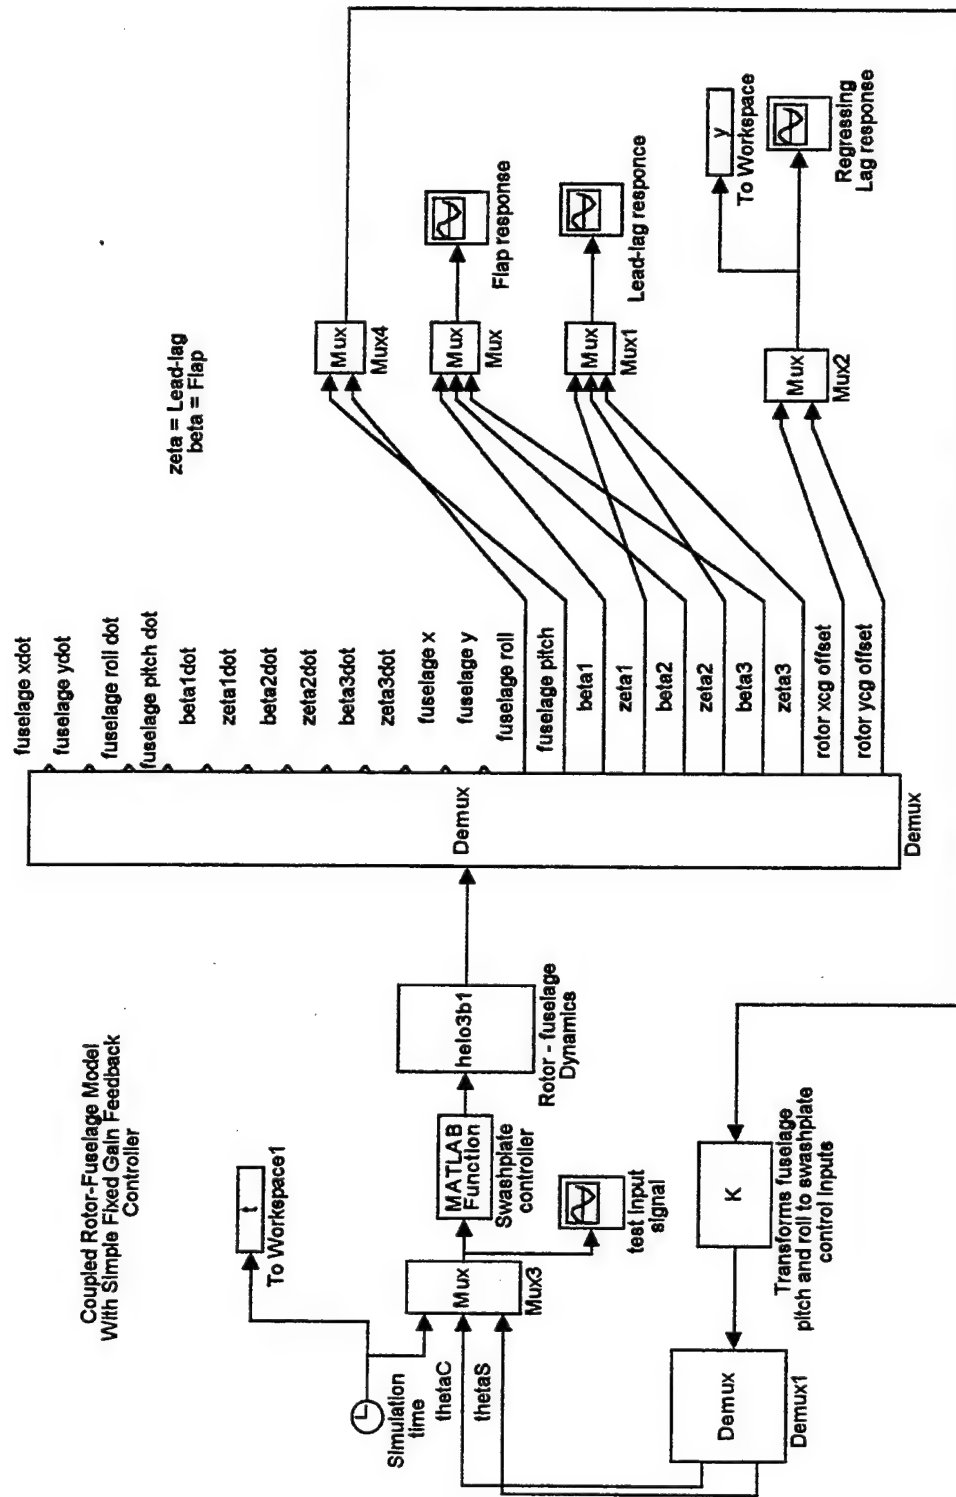 Coupled Rotor-Fuselage Model
With Simple Fixed Gain Feedback
Controller
t
To Workspace1
Simulation
time
thetaC
thetaS
Mux
Mux3
MATLAB
Function
Swashplate
controller
test Input
signal
helo3b1
Rotor - fuselage
Dynamics
Demux
Demux1
K
Transforms fuselage
pitch and roll to swashplate
control Inputs
Demux
Demux
fuselage xdot
fuselage ydot
fuselage roll dot
fuselage pitch dot
beta1dot
zeta1dot
beta2dot
zeta2dot
beta3dot
zeta3dot
fuselage x
fuselage y
fuselage roll
fuselage pitch
beta1
zeta1
beta2
zeta2
beta3
zeta3
rotor xcg offset
rotor ycg offset
zeta = Lead-lag
beta = Flap
Mux
Mux4
Mux
Mux
Flap response
Mux
Mux1
Lead-lag responce
Mux
Mux2
y
To Workspace
Regressing
Lag response